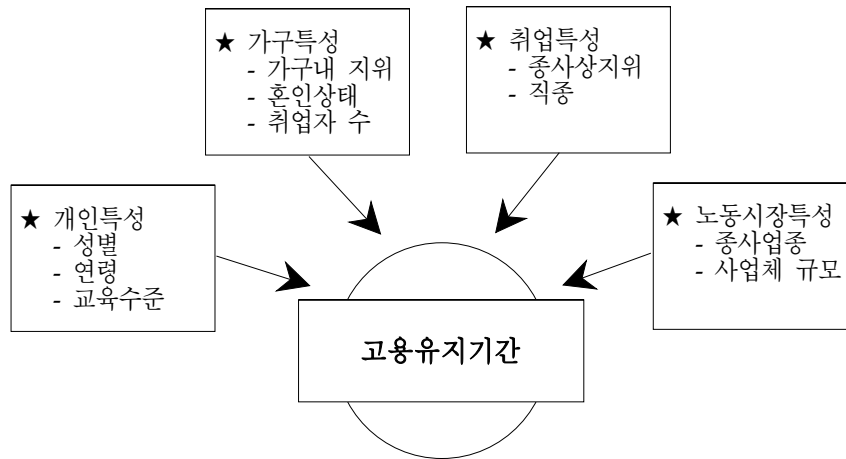 ★ 가구특성
- 가구내 지위
- 혼인상태
- 취업자 수
★ 취업특성
- 종사상지위
- 직종
★ 개인특성
- 성별
- 연령
- 교육수준
★ 노동시장특성
- 종사업종
- 사업체 규모
고용유지기간